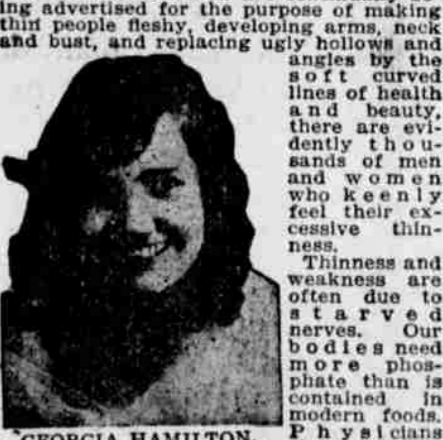 ing advertised for the purpose of making
thin people fleshy, developing arms, neck
and bust, and replacing ugly hollows and
angles by the
soft curved
lines of health
and beauty,
there are evi-
dently thou-
sands of men
and women
who keenly
feel their ex-
cessive thin-
ness.
Thinness and
weakness are
often due to
starved
nerves. Our
bodies need
more phos-
phate than is
contained in
modern foods.
Physicians
GEORGIA HAMILTON.